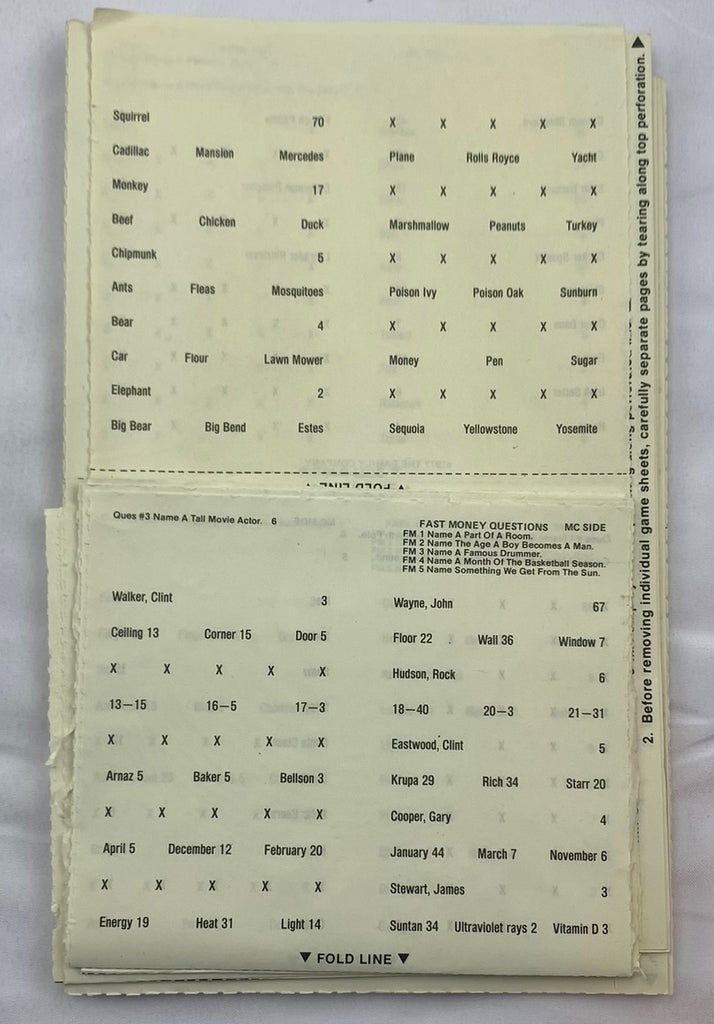 Squirrel 70 X X X X X
Cadillac Mansion Mercedes Plane Rolls Royce Yacht
Monkey 17 X X X X X
Beef Chicken Duck Marshmallow Peanuts Turkey
Chipmunk 5 X X X X X
Ants Fleas Mosquitoes Poison Ivy Poison Oak Sunburn
Bear 4 X X X X X
Car Flour Lawn Mower Money Pen Sugar
Elephant 2 X X X X X
Big Bear Big Bend Estes Sequoia Yellowstone Yosemite
Ques #3 Name A Tall Movie Actor. 6
FAST MONEY QUESTIONS MC SIDE
FM 1 Name A Part Of A Room.
FM 2 Name The Age A Boy Becomes A Man.
FM 3 Name A Famous Drummer.
FM 4 Name A Month Of The Basketball Season.
FM 5 Name Something We Get From The Sun.
Walker, Clint 3 Wayne, John 67
Ceiling 13 Corner 15 Door 5 Floor 22 Wall 36 Window 7
X X X X X Hudson, Rock 6
13—15 16—5 17—3 18—40 20—3 21—31
X X X X X Eastwood, Clint 5
Arnaz 5 Baker 5 Bellson 3 Krupa 29 Rich 34 Starr 20
X X X X X Cooper, Gary 4
April 5 December 12 February 20 January 44 March 7 November 6
X X X X X Stewart, James 3
Energy 19 Heat 31 Light 14 Suntan 34 Ultraviolet rays 2 Vitamin D 3
▼ FOLD LINE ▼
2. Before removing individual game sheets, carefully separate pages by tearing along top perforation. ▶